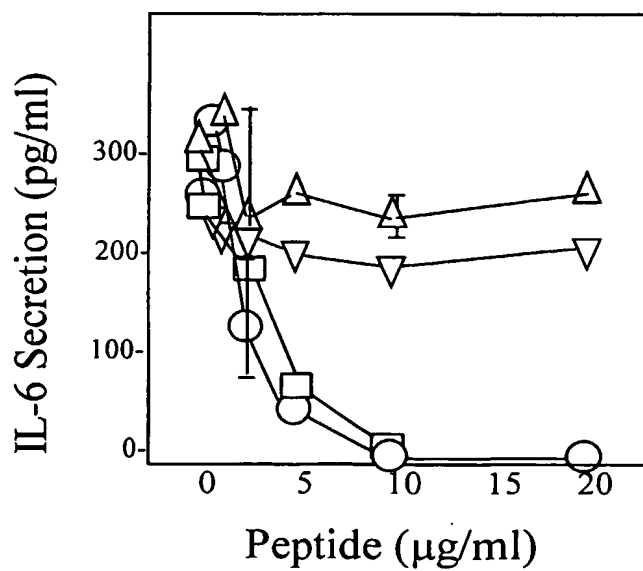 IL-6 Secretion (pg/ml)
300-
200-
100-
0-
0 5 10 15 20
Peptide (μg/ml)